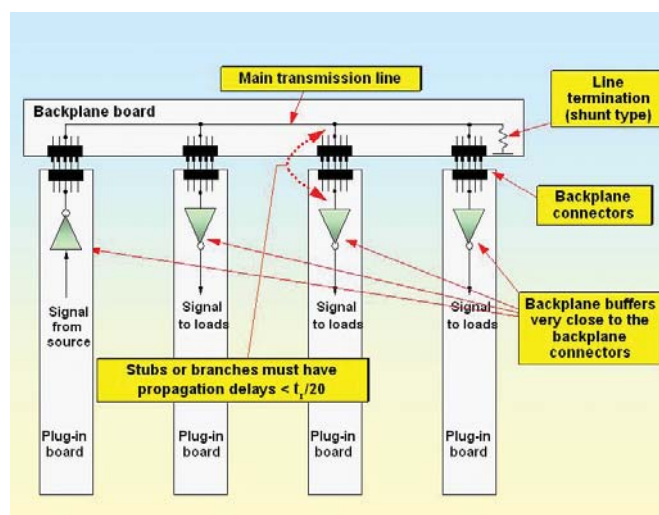 Main transmission line
Line
termination
(shunt type)
Backplane board
Backplane
connectors
Signal
from
source
Signal
to loads
Signal
to loads
Signal
to loads
Backplane buffers
very close to the
backplane
connectors
Stubs or branches must have
propagation delays < tr/20
Plug-in
board
Plug-in
board
Plug-in
board
Plug-in
board